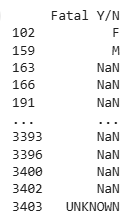 Fatal Y/N
102 F
159 M
163 NaN
166 NaN
191 NaN
... ...
3393 NaN
3396 NaN
3400 NaN
3402 NaN
3403 UNKNOWN